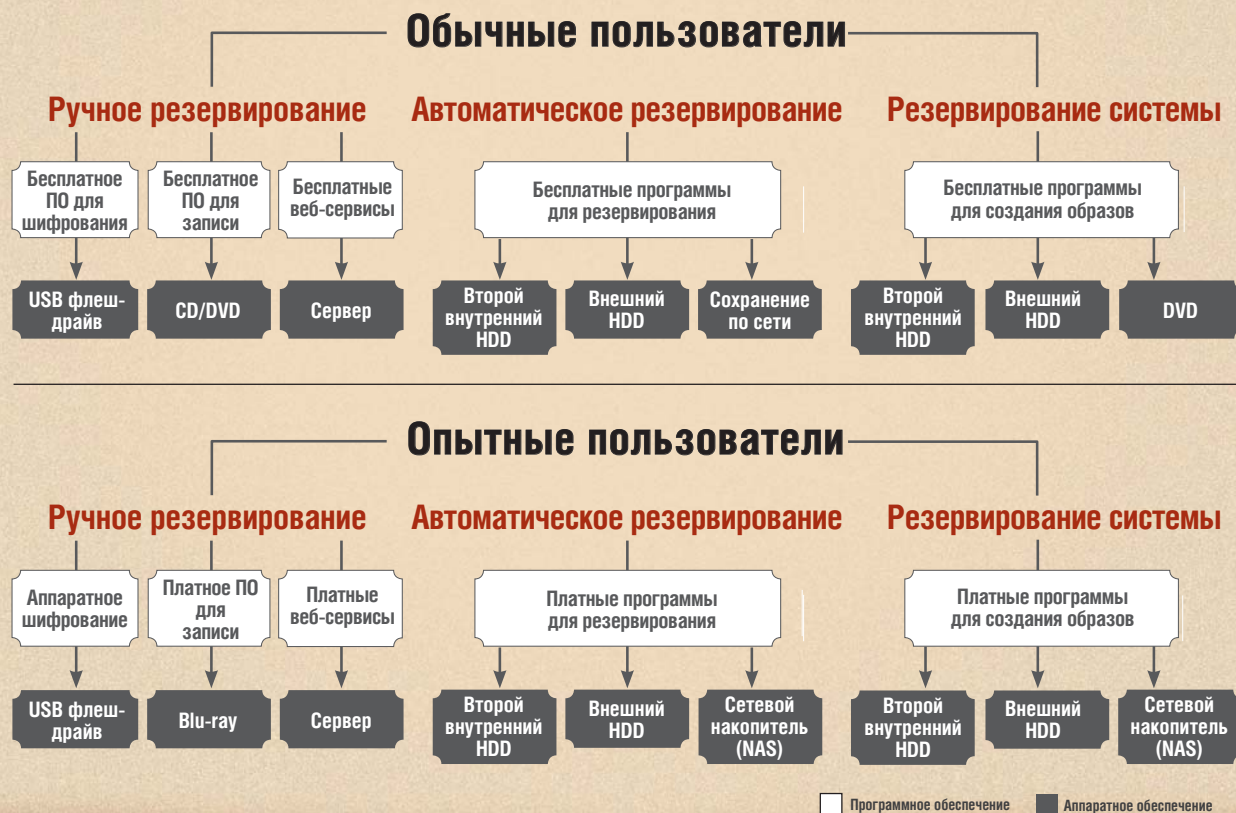 Обычные пользователи
Ручное резервирование
Автоматическое резервирование
Резервирование системы
Бесплатное
ПО для
шифрования
Бесплатное
ПО для
записи
Бесплатные
веб-сервисы
Бесплатные программы
для резервирования
Бесплатные программы
для создания образов
USB флеш-
драйв
CD/DVD
Сервер
Второй
внутренний
HDD
Внешний
HDD
Сохранение
по сети
Второй
внутренний
HDD
Внешний
HDD
DVD
Опытные пользователи
Ручное резервирование
Автоматическое резервирование
Резервирование системы
Аппаратное
шифрование
Платное ПО
для
записи
Платные
веб-сервисы
Платные программы
для резервирования
Платные программы
для создания образов
USB флеш-
драйв
Blu-ray
Сервер
Второй
внутренний
HDD
Внешний
HDD
Сетевой
накопитель
(NAS)
Второй
внутренний
HDD
Внешний
HDD
Сетевой
накопитель
(NAS)
Программное обеспечение
Аппаратное обеспечение